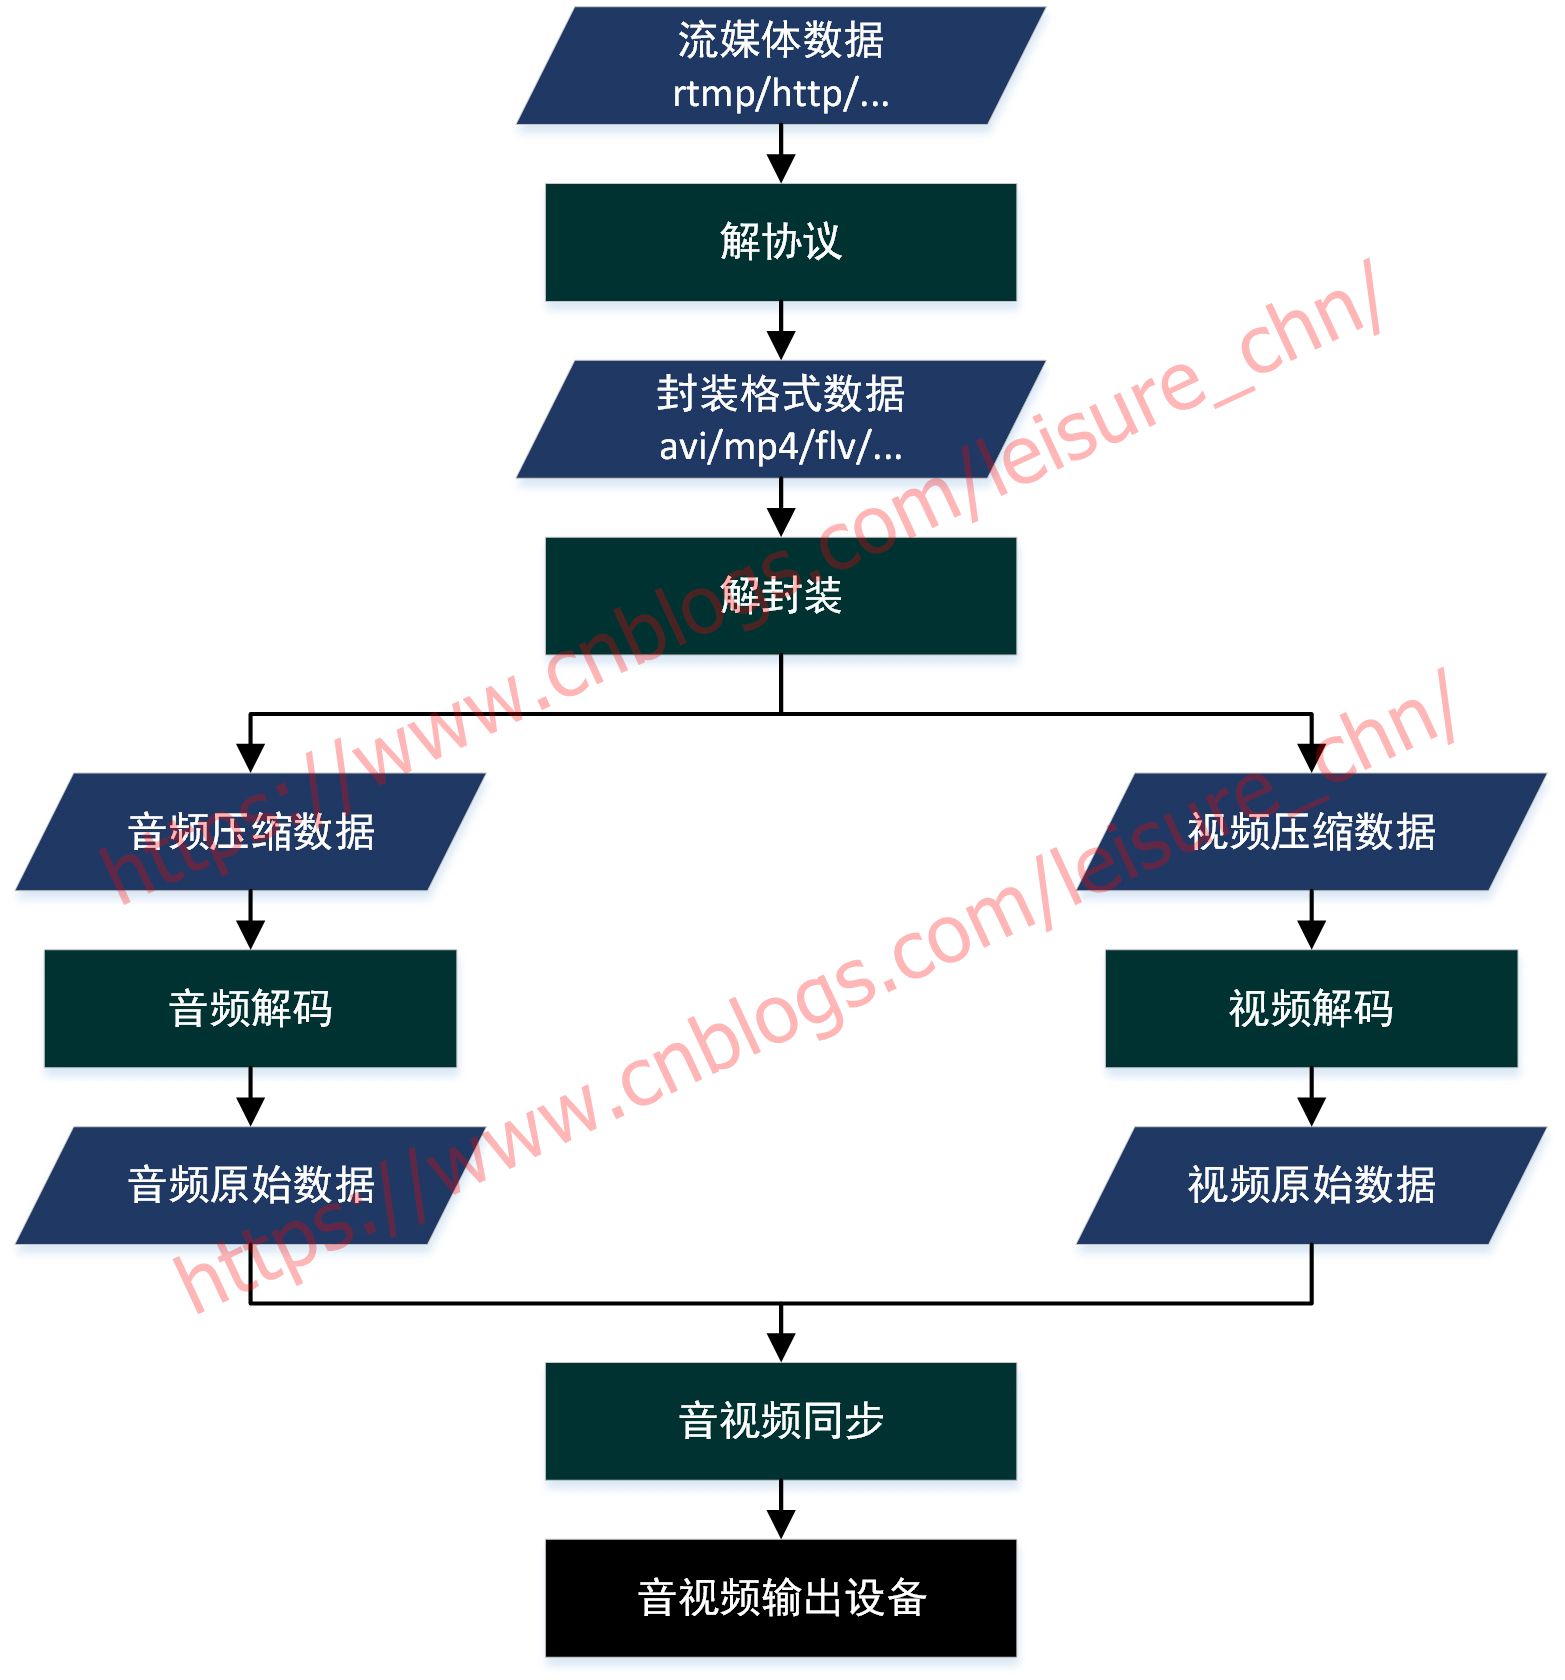 流媒体数据
rtmp/http/...
解协议
封装格式数据
avi/mp4/flv/...
解封装
音频压缩数据
视频压缩数据
音频解码
视频解码
音频原始数据
视频原始数据
音视频同步
音视频输出设备
https://www.cnblogs.com/leisure_chn/
https://www.cnblogs.com/leisure_chn/